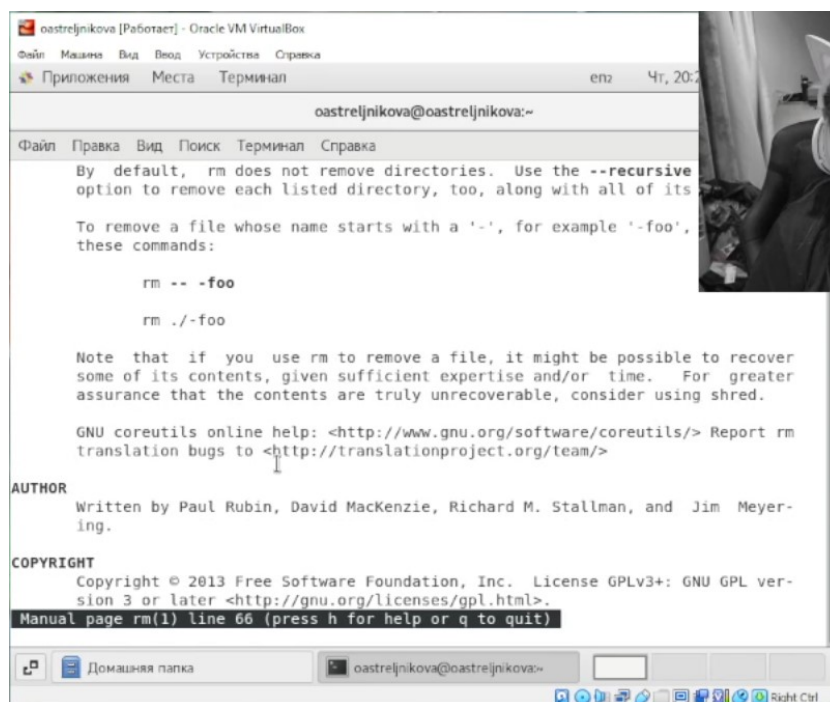 oastreljnikova [Работает] - Oracle VM VirtualBox
Файл Машина Вид Ввод Устройства Справка
Приложения Места Терминал en₂ Чт, 20:2
oastreljnikova@oastreljnikova:~
Файл Правка Вид Поиск Терминал Справка
By default, rm does not remove directories. Use the --recursive
option to remove each listed directory, too, along with all of its
To remove a file whose name starts with a '-', for example '-foo',
these commands:
rm -- -foo
rm ./-foo
Note that if you use rm to remove a file, it might be possible to recover
some of its contents, given sufficient expertise and/or time. For greater
assurance that the contents are truly unrecoverable, consider using shred.
GNU coreutils online help: <http://www.gnu.org/software/coreutils/> Report rm
translation bugs to <http://translationproject.org/team/>
AUTHOR
Written by Paul Rubin, David MacKenzie, Richard M. Stallman, and Jim Meyer-
ing.
COPYRIGHT
Copyright © 2013 Free Software Foundation, Inc. License GPLv3+: GNU GPL ver-
sion 3 or later <http://gnu.org/licenses/gpl.html>.
Manual page rm(1) line 66 (press h for help or q to quit)
Домашняя папка oastreljnikova@oastreljnikova:~
Right Ctrl